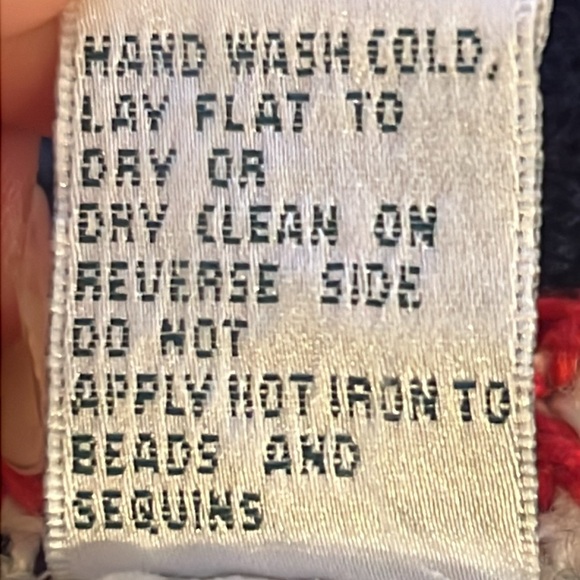 HAND WASH COLD,
LAY FLAT TO
DRY OR
DRY CLEAN ON
REVERSE SIDE
DO NOT
APPLY HOT IRON TO
BEADS AND
SEQUINS